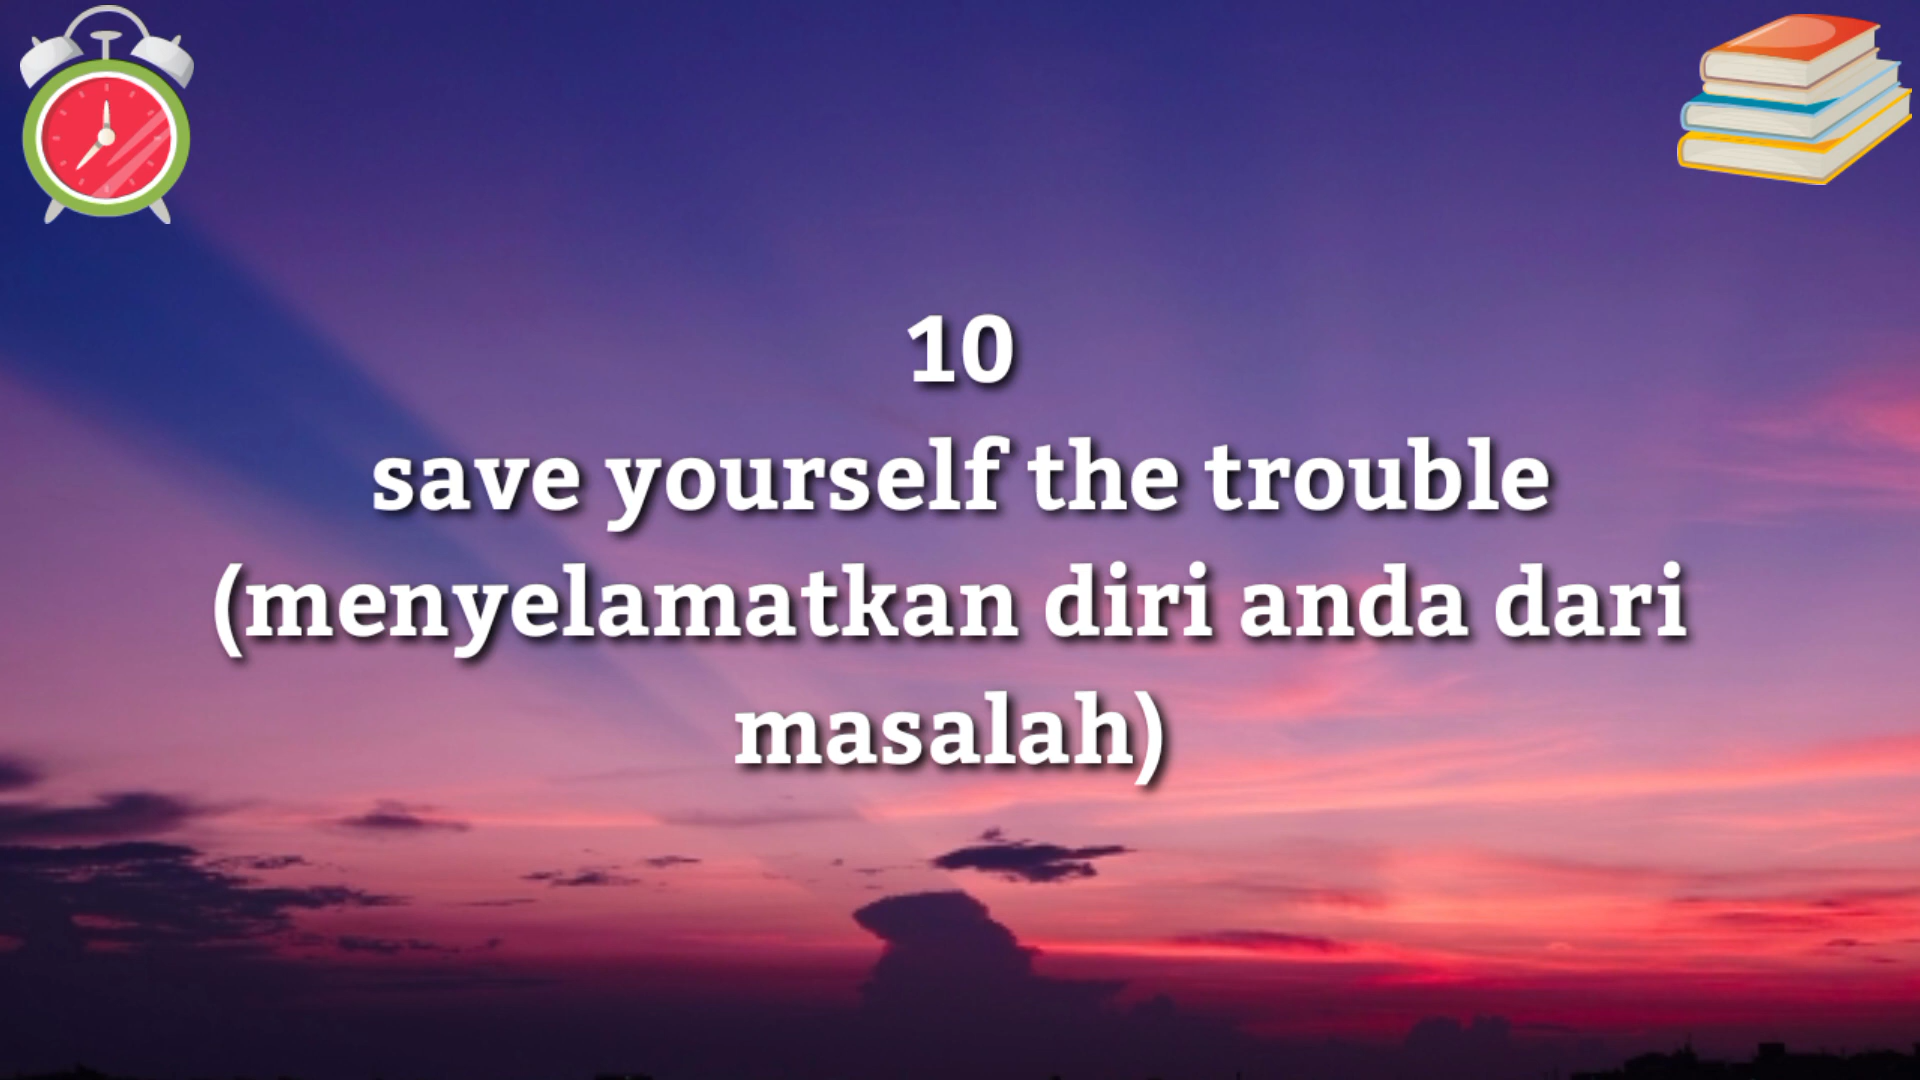 10
save yourself the trouble
(menyelamatkan diri anda dari
masalah)